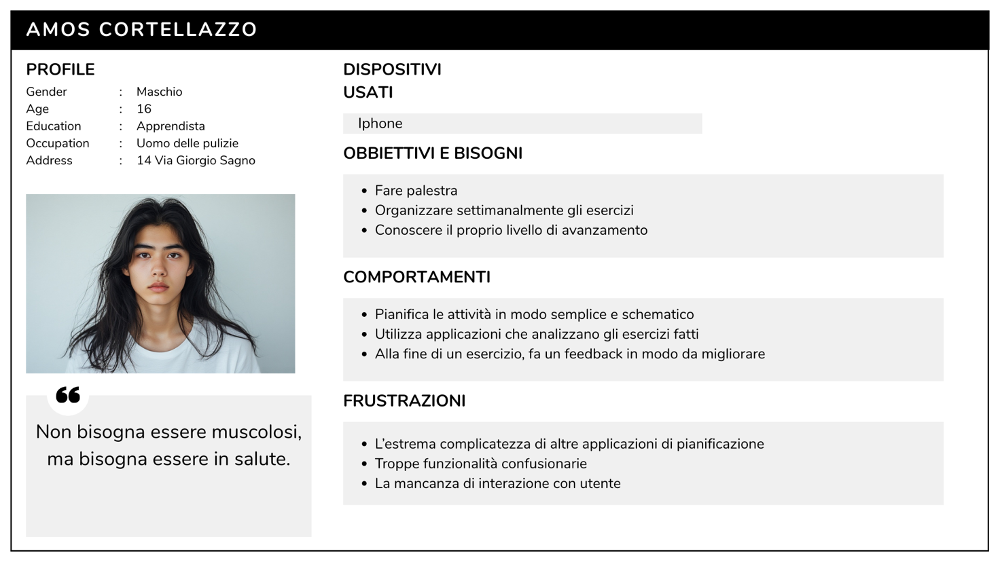 AMOS CORTELLAZZO
PROFILE
Gender : Maschio
Age : 16
Education : Apprendista
Occupation : Uomo delle pulizie
Address : 14 Via Giorgio Sagno
“
Non bisogna essere muscolosi,
ma bisogna essere in salute.
DISPOSITIVI
USATI
Iphone
OBBIETTIVI E BISOGNI
• Fare palestra
• Organizzare settimanalmente gli esercizi
• Conoscere il proprio livello di avanzamento
COMPORTAMENTI
• Pianifica le attività in modo semplice e schematico
• Utilizza applicazioni che analizzano gli esercizi fatti
• Alla fine di un esercizio, fa un feedback in modo da migliorare
FRUSTRAZIONI
• L’estrema complicatezza di altre applicazioni di pianificazione
• Troppe funzionalità confusionarie
• La mancanza di interazione con utente